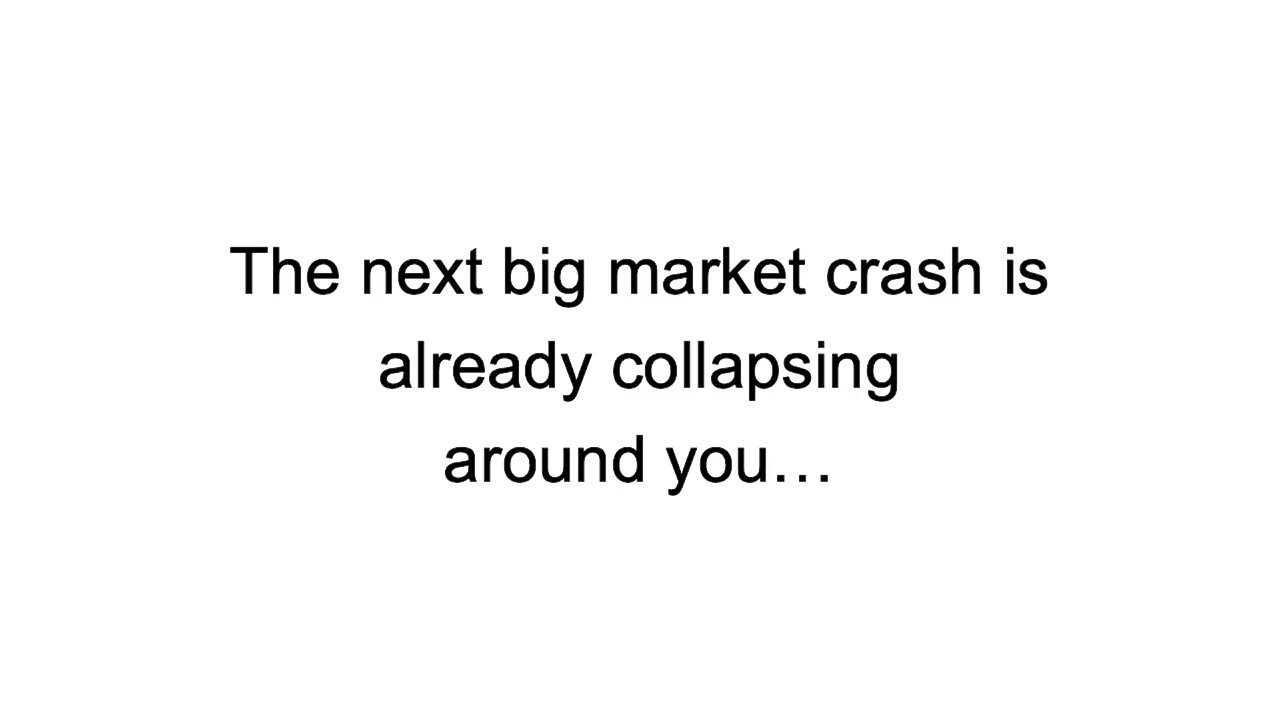 The next big market crash is
already collapsing
around you…